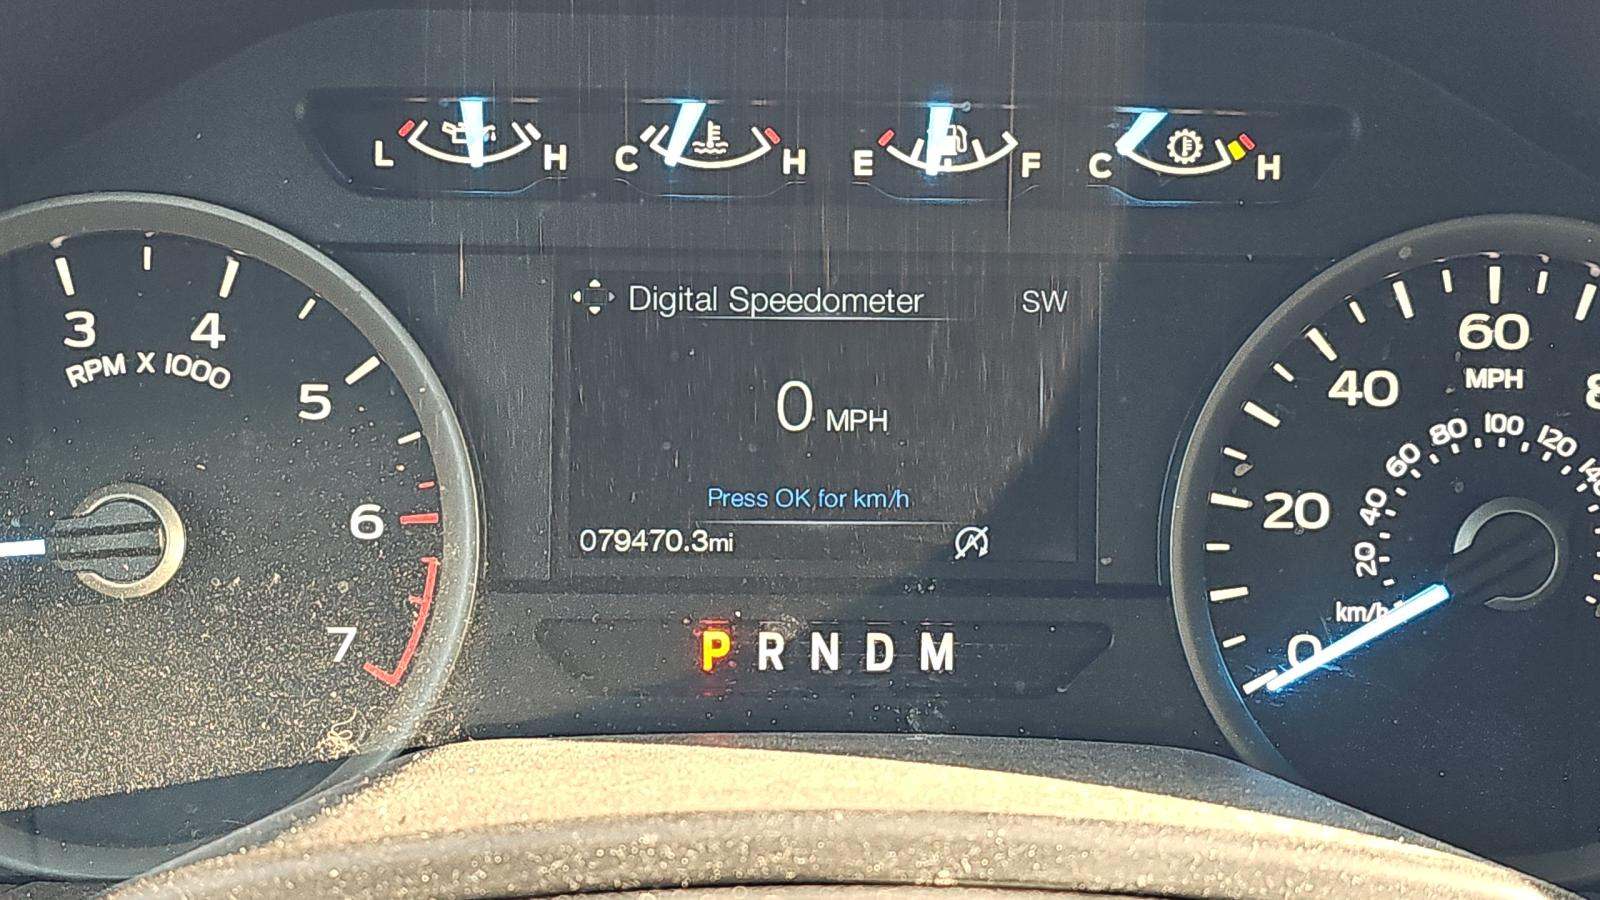 L H C H E F C H
Digital Speedometer SW
3 4 5 6 7
RPM X 1000
0 MPH
Press OK for km/h
079470.3mi
P R N D M
0 20 40 60
MPH
20 40 60 80 100 120
km/h